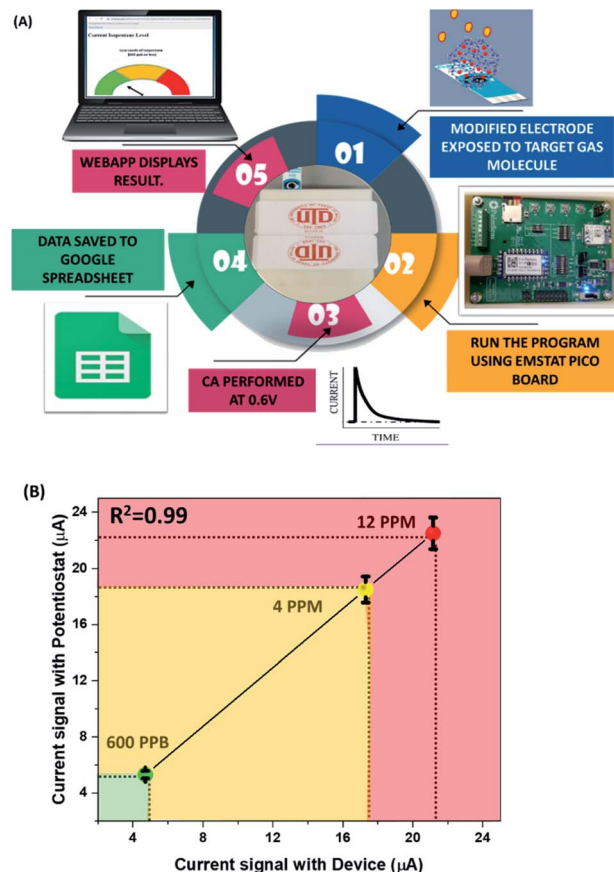 (A)
Current Isoprene Level
01
MODIFIED ELECTRODE
EXPOSED TO TARGET GAS
MOLECULE
05
WEBAPP DISPLAYS
RESULT.
UTD
UTD
04
DATA SAVED TO
GOOGLE
SPREADSHEET
02
RUN THE PROGRAM
USING EMSTAT PICO
BOARD
03
CA PERFORMED
AT 0.6V
CURRENT
TIME
(B)
R²=0.99
12 PPM
4 PPM
600 PPB
24
22
20
16
12
8
4
4
8
12
16
20
24
Current signal with Potentiostat (µA)
Current signal with Device (µA)